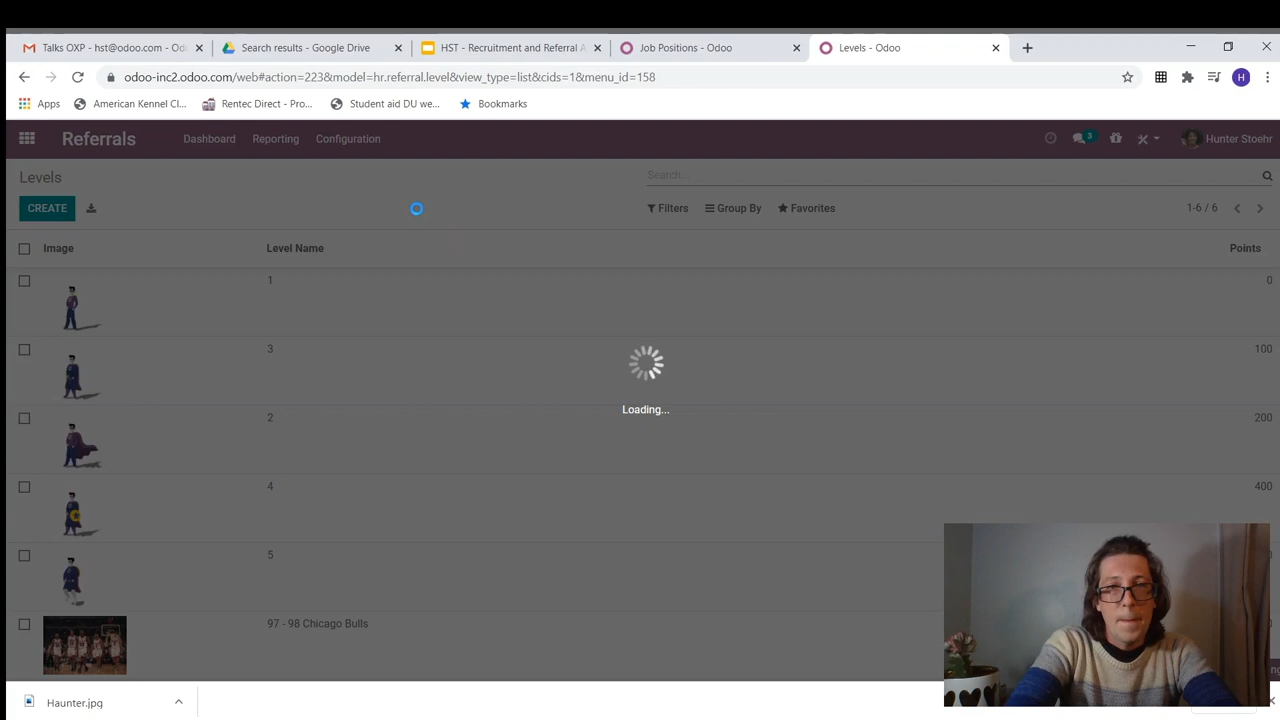 Talks OXP - hst@odoo.com - Od
Search results - Google Drive
HST - Recruitment and Referral A
Job Positions - Odoo
Levels - Odoo
odoo-inc2.odoo.com/web#action=223&model=hr.referral.level&view_type=list&cids=1&menu_id=158
H
Apps
American Kennel Cl...
Rentec Direct - Pro...
Student aid DU we...
Bookmarks
Referrals
Dashboard
Reporting
Configuration
3
Hunter Stoehr
Levels
Search...
CREATE
Filters
Group By
Favorites
1-6 / 6
Image
Level Name
Points
1
0
3
100
Loading...
2
200
4
400
5
97 - 98 Chicago Bulls
Haunter.jpg